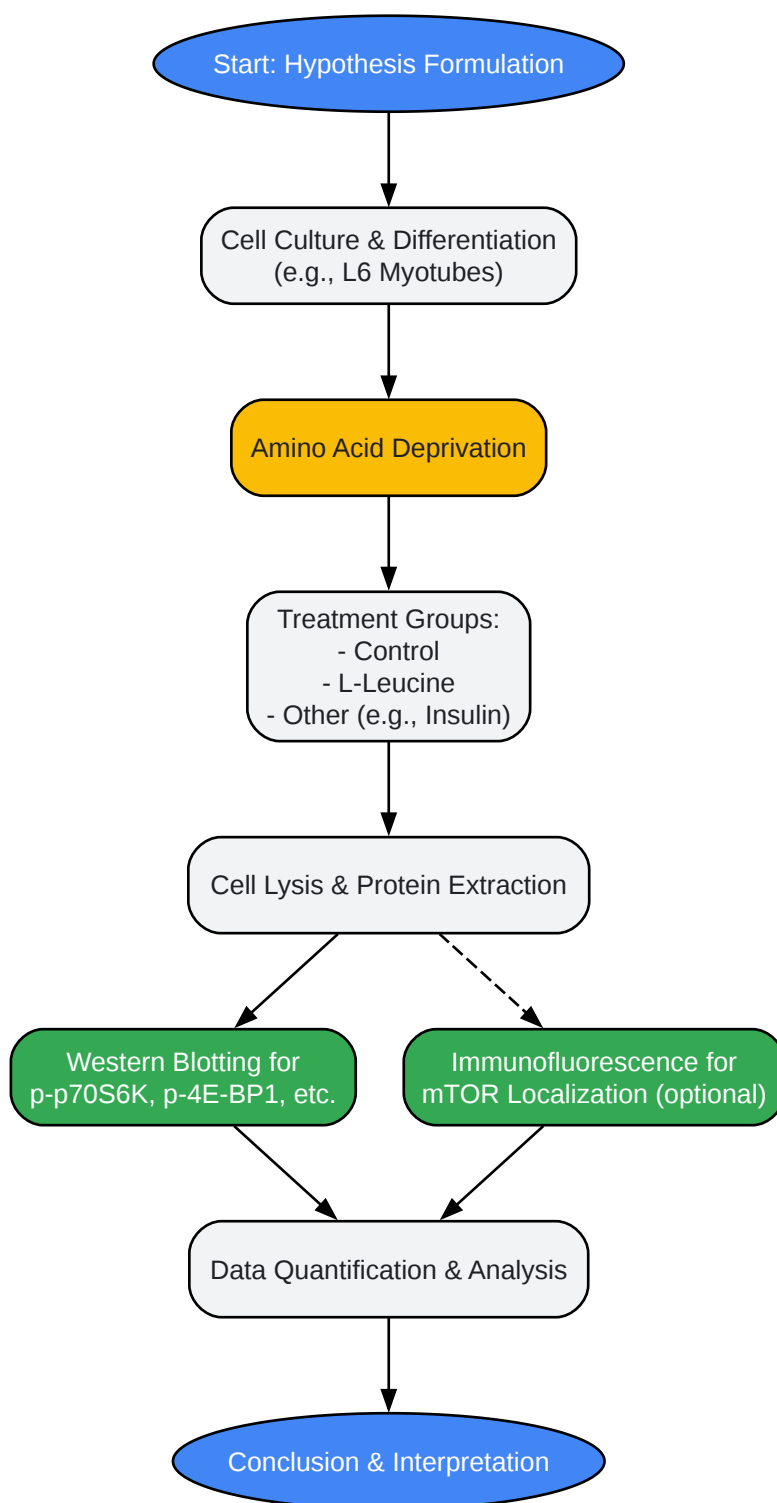 Start: Hypothesis Formulation
Cell Culture & Differentiation
(e.g., L6 Myotubes)
Amino Acid Deprivation
Treatment Groups:
- Control
- L-Leucine
- Other (e.g., Insulin)
Cell Lysis & Protein Extraction
Western Blotting for
p-p70S6K, p-4E-BP1, etc.
Immunofluorescence for
mTOR Localization (optional)
Data Quantification & Analysis
Conclusion & Interpretation